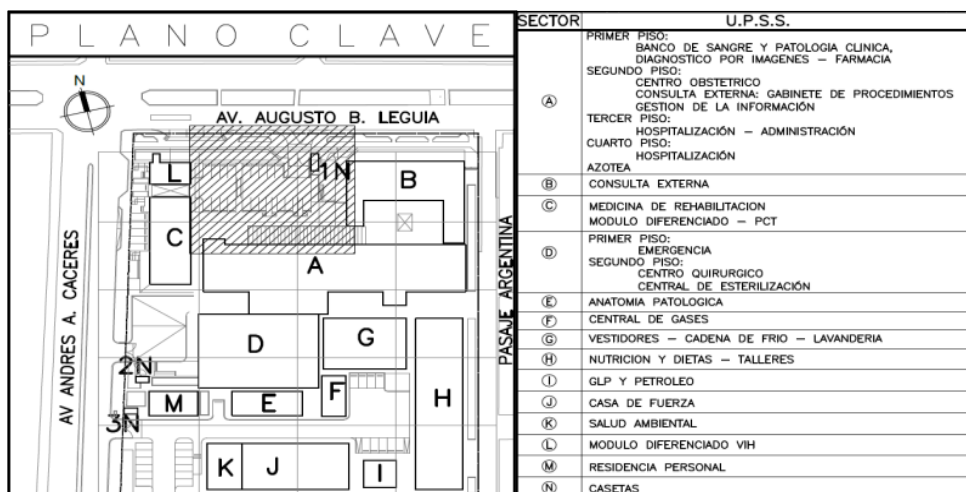 PLANO CLAVE
N
AV. AUGUSTO B. LEGUIA
1N
L
B
C
A
AV ANDRES A. CACERES
PASAJE ARGENTINA
D
G
2N
F
M
E
H
3N
K
J
I
SECTOR
U.P.S.S.
A
PRIMER PISO:
BANCO DE SANGRE Y PATOLOGIA CLINICA,
DIAGNOSTICO POR IMAGENES – FARMACIA
SEGUNDO PISO:
CENTRO OBSTETRICO
CONSULTA EXTERNA: GABINETE DE PROCEDIMIENTOS
GESTION DE LA INFORMACIÓN
TERCER PISO:
HOSPITALIZACIÓN – ADMINISTRACIÓN
CUARTO PISO:
HOSPITALIZACIÓN
AZOTEA
B CONSULTA EXTERNA
C MEDICINA DE REHABILITACION
MODULO DIFERENCIADO – PCT
D
PRIMER PISO:
EMERGENCIA
SEGUNDO PISO:
CENTRO QUIRURGICO
CENTRAL DE ESTERILIZACIÓN
E ANATOMIA PATOLOGICA
F CENTRAL DE GASES
G VESTIDORES – CADENA DE FRIO – LAVANDERIA
H NUTRICION Y DIETAS – TALLERES
I GLP Y PETROLEO
J CASA DE FUERZA
K SALUD AMBIENTAL
L MODULO DIFERENCIADO VIH
M RESIDENCIA PERSONAL
N CASETAS